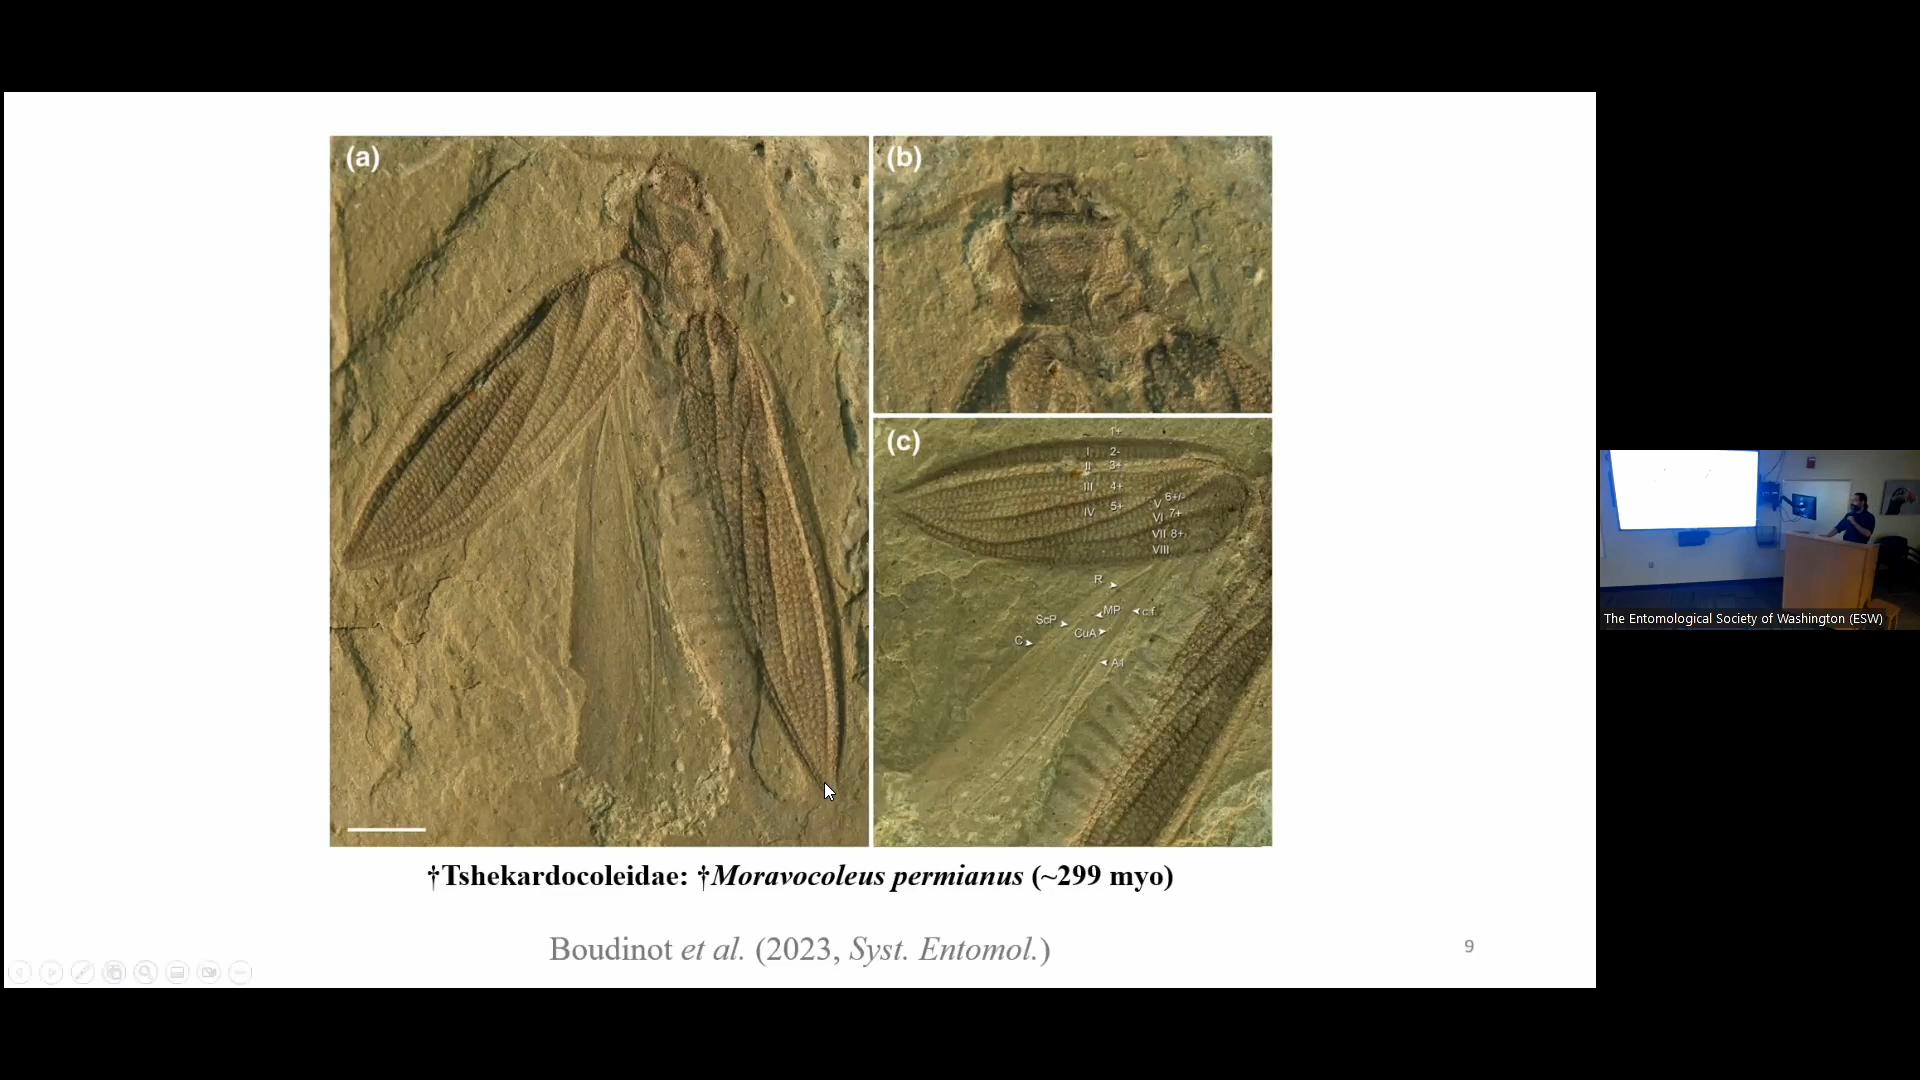 (a)
(b)
(c)
1+
I 2-
II 3+
III 4+
IV 5+
V 6+/-
VI 7+
VII 8+
VIII
R
MP
c.f.
ScP
CuA
C
A1
†Tshekardocoleidae: †Moravocoleus permianus (~299 myo)
Boudinot et al. (2023, Syst. Entomol.)
9
The Entomological Society of Washington (ESW)